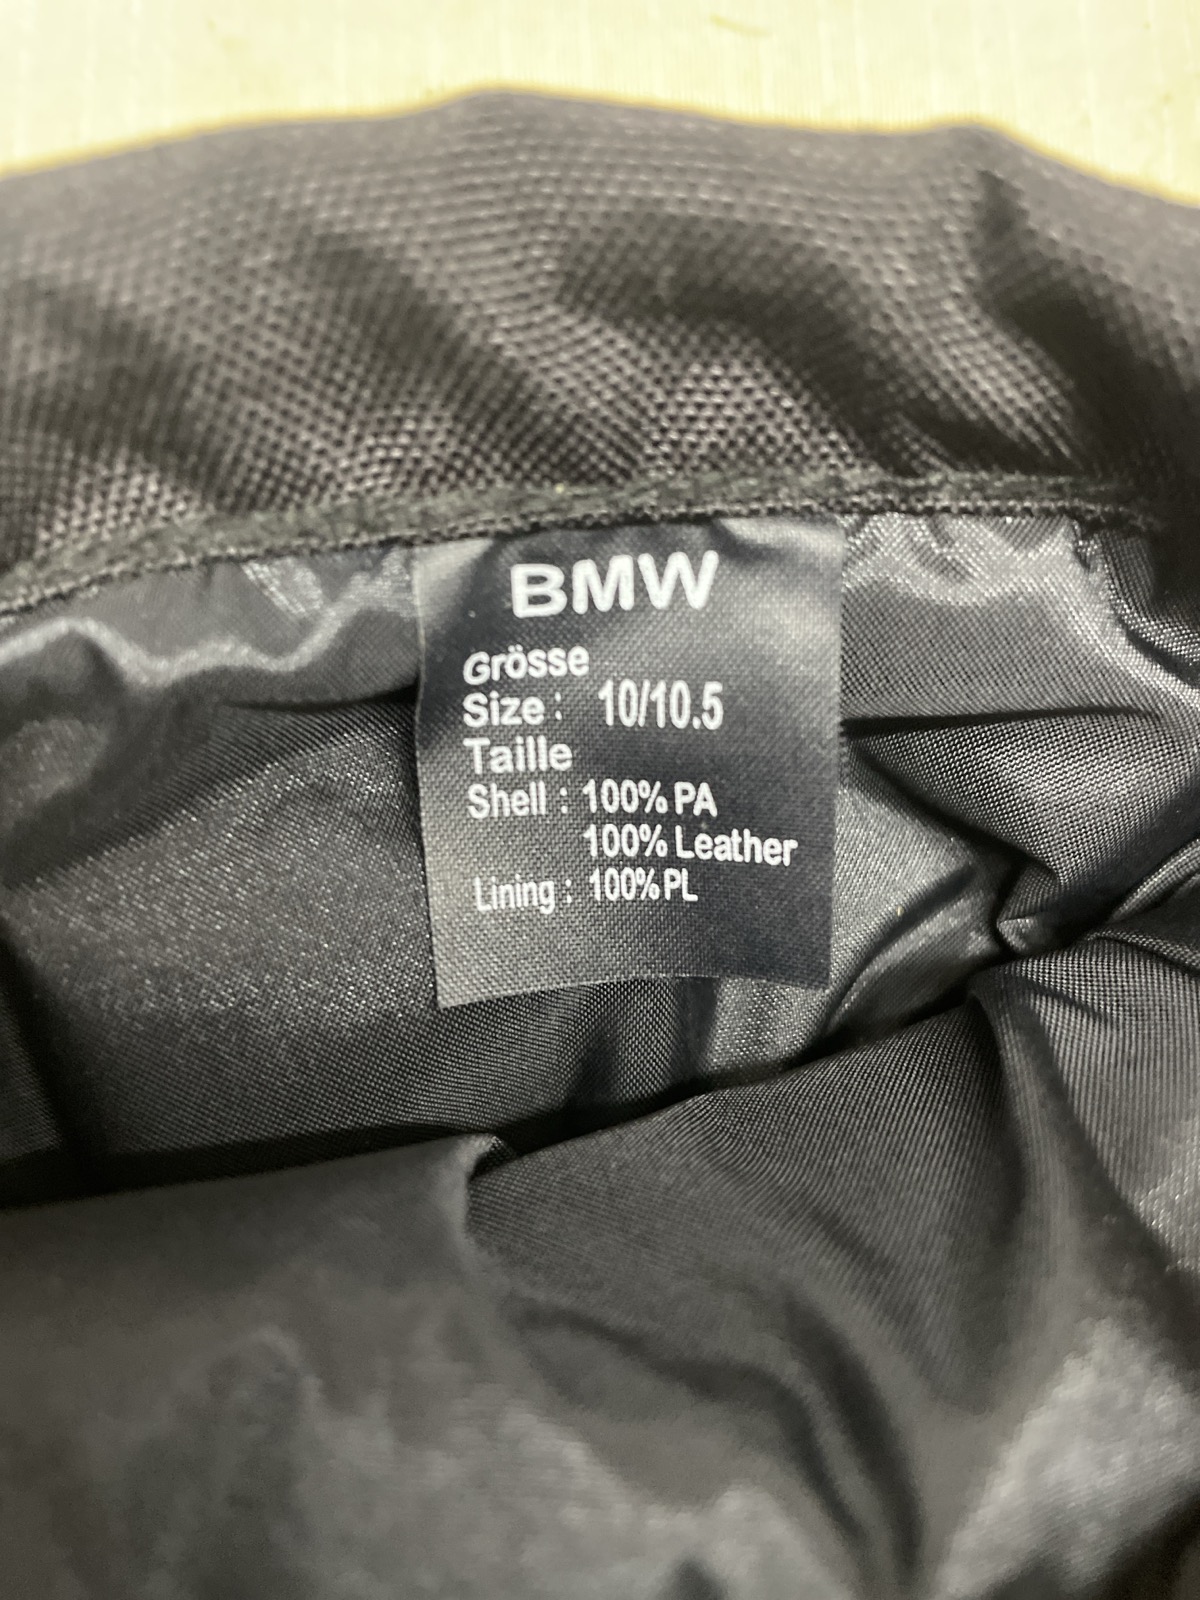 BMW
Grösse
Size : 10/10.5
Taille
Shell : 100% PA
100% Leather
Lining : 100% PL